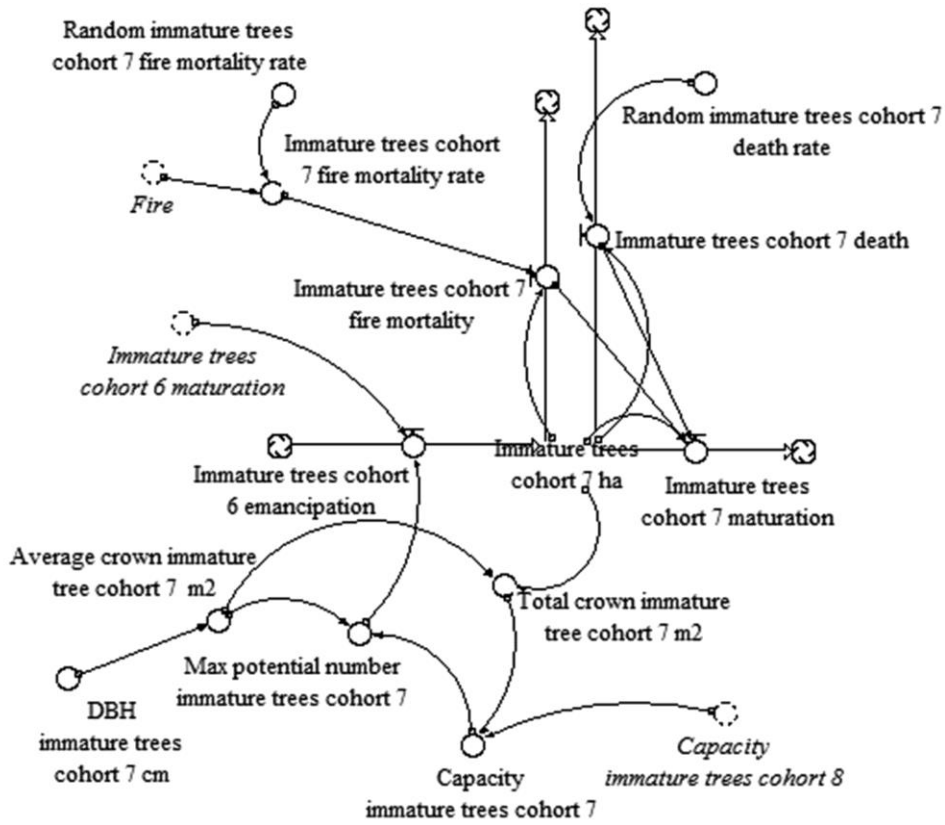 Random immature trees
cohort 7 fire mortality rate
Random immature trees cohort 7
death rate
Immature trees cohort
7 fire mortality rate
Fire
Immature trees cohort 7 death
Immature trees cohort 7
fire mortality
Immature trees
cohort 6 maturation
Immature trees
cohort 7 ha
Immature trees cohort
6 emancipation
Immature trees
cohort 7 maturation
Average crown immature
tree cohort 7 m2
Total crown immature
tree cohort 7 m2
Max potential number
immature trees cohort 7
DBH
immature trees
cohort 7 cm
Capacity
immature trees cohort 7
Capacity
immature trees cohort 8